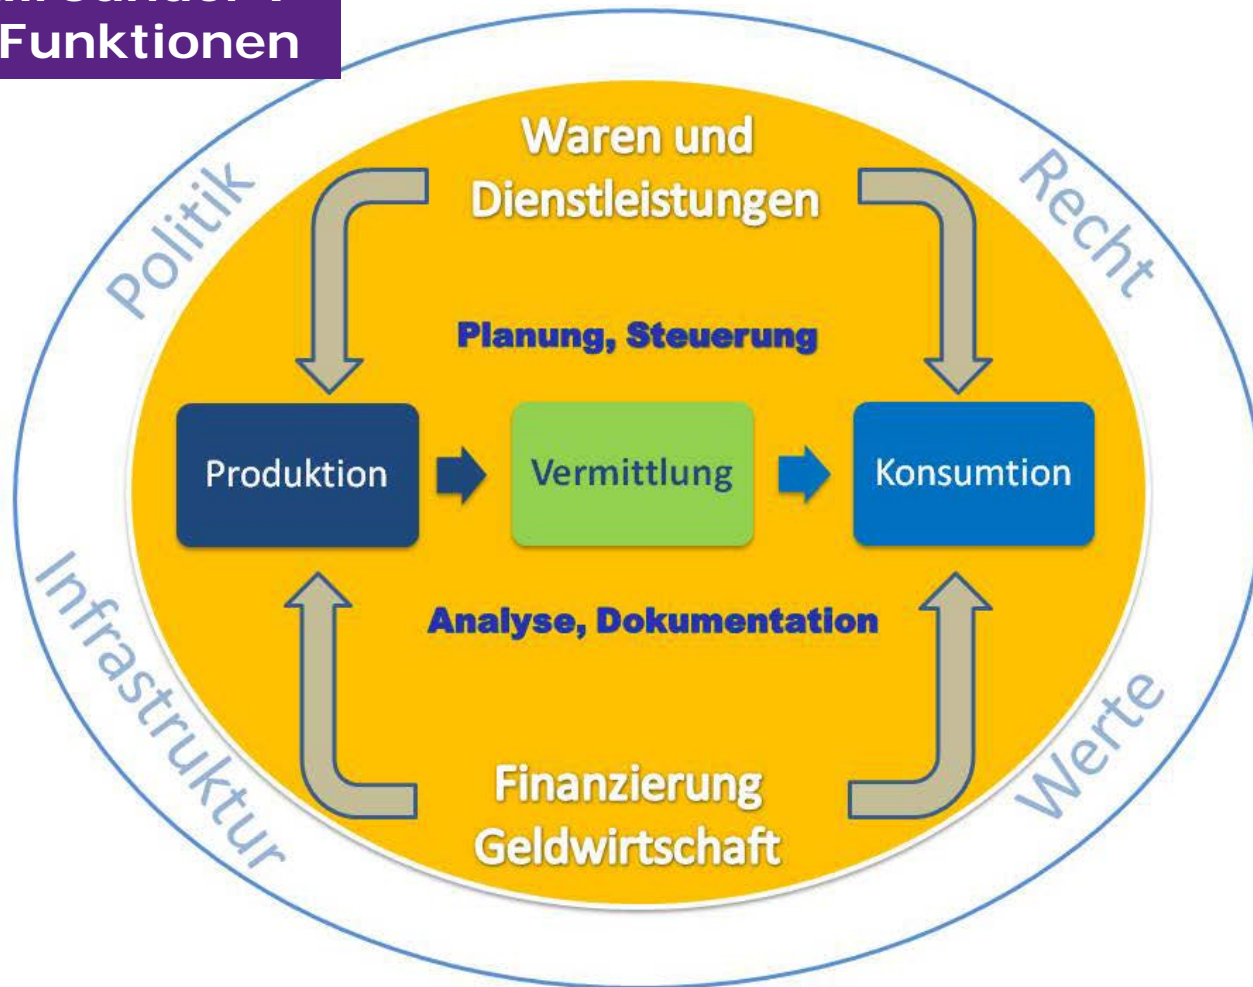 Funktionen
Waren und
Dienstleistungen
Politik
Recht
Planung, Steuerung
Produktion
Vermittlung
Konsumtion
Analyse, Dokumentation
Infrastruktur
Werte
Finanzierung
Geldwirtschaft